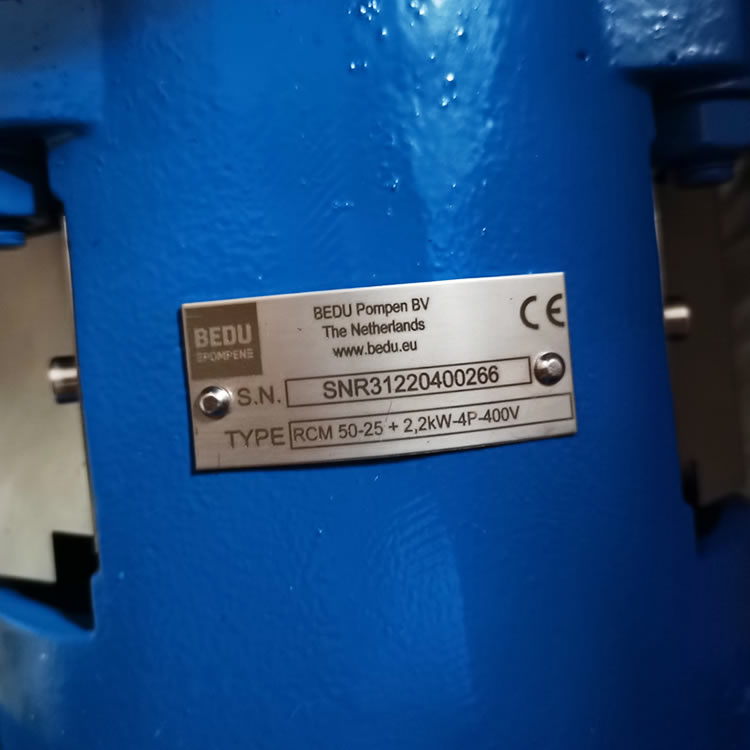 BEDU
POMPEN
BEDU Pompen BV
The Netherlands
www.bedu.eu
CE
S.N. SNR31220400266
TYPE RCM 50-25 + 2,2kW-4P-400V